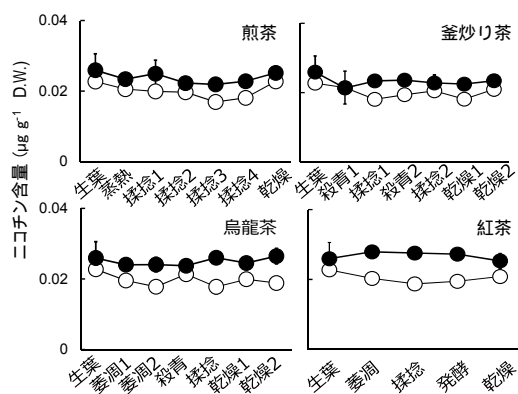 ニコチン含量 (μg g⁻¹ D.W.)
煎茶
0.04
0.02
0
生葉
蒸熱
揉捻1
揉捻2
揉捻3
揉捻4
乾燥
釜炒り茶
生葉
殺青1
揉捻1
殺青2
揉捻2
乾燥1
乾燥2
烏龍茶
0.04
0.02
0
生葉
萎凋1
萎凋2
殺青
揉捻
乾燥1
乾燥2
紅茶
生葉
萎凋
揉捻
発酵
乾燥